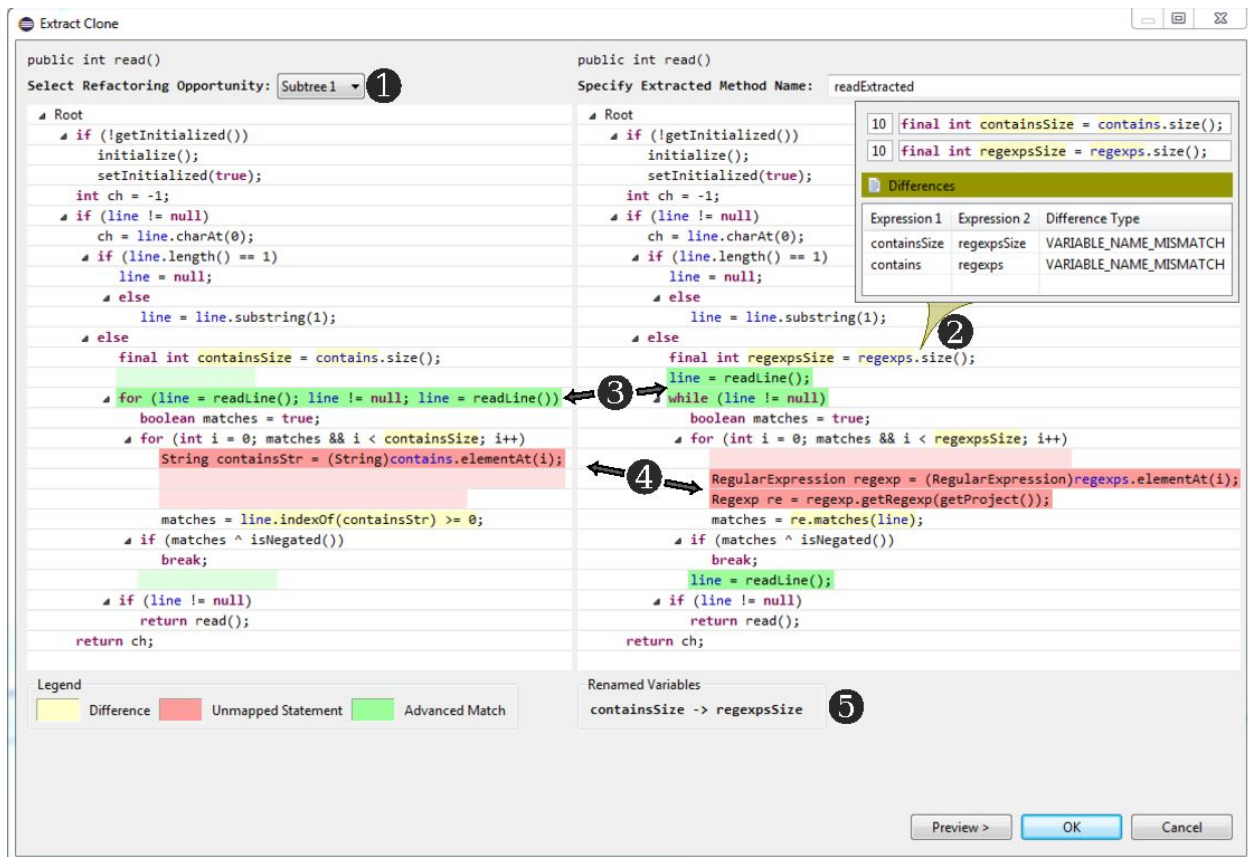 Extract Clone
public int read()
Select Refactoring Opportunity: Subtree 1 1
Root
if (!getInitialized())
initialize();
setInitialized(true);
int ch = -1;
if (line != null)
ch = line.charAt(0);
if (line.length() == 1)
line = null;
else
line = line.substring(1);
else
final int containsSize = contains.size();
for (line = readLine(); line != null; line = readLine())
boolean matches = true;
for (int i = 0; matches && i < containsSize; i++)
String containsStr = (String)contains.elementAt(i);
matches = line.indexOf(containsStr) >= 0;
if (matches ^ isNegated())
break;
if (line != null)
return read();
return ch;
3
4
public int read()
Specify Extracted Method Name: readExtracted
Root
if (!getInitialized())
initialize();
setInitialized(true);
int ch = -1;
if (line != null)
ch = line.charAt(0);
if (line.length() == 1)
line = null;
else
line = line.substring(1);
else
final int regexpsSize = regexps.size();
line = readLine();
while (line != null)
boolean matches = true;
for (int i = 0; matches && i < regexpsSize; i++)
RegularExpression regexp = (RegularExpression)regexps.elementAt(i);
Regexp re = regexp.getRegexp(getProject());
matches = re.matches(line);
if (matches ^ isNegated())
break;
line = readLine();
if (line != null)
return read();
return ch;
10 final int containsSize = contains.size();
10 final int regexpsSize = regexps.size();
Differences
Expression 1 Expression 2 Difference Type
containsSize regexpsSize VARIABLE_NAME_MISMATCH
contains regexps VARIABLE_NAME_MISMATCH
2
Legend
Difference Unmapped Statement Advanced Match
Renamed Variables
containsSize -> regexpsSize 5
Preview > OK Cancel